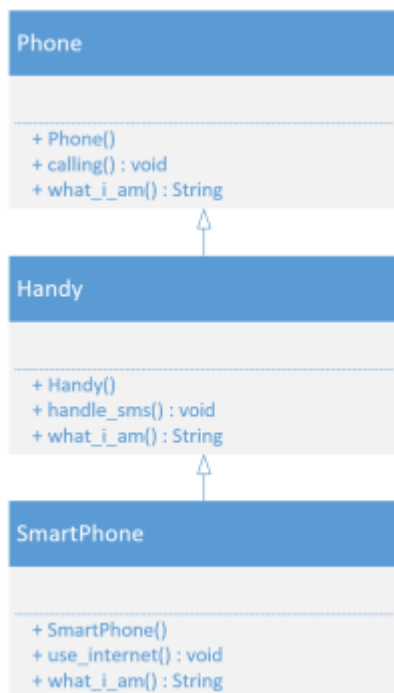 Phone
+ Phone()
+ calling() : void
+ what_i_am() : String
Handy
+ Handy()
+ handle_sms() : void
+ what_i_am() : String
SmartPhone
+ SmartPhone()
+ use_internet() : void
+ what_i_am() : String